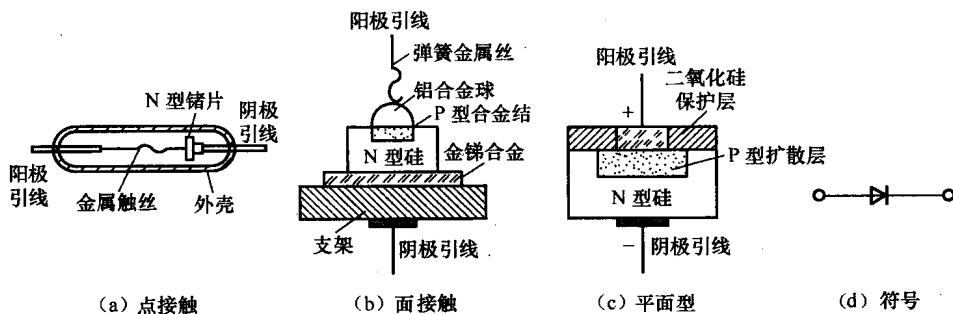 N 型锗片
阴极
引线
阳极
引线
金属触丝
外壳
(a) 点接触
阳极引线
弹簧金属丝
铝合金球
P 型合金结
N 型硅
金锑合金
支架
阴极引线
(b) 面接触
阳极引线
二氧化硅
保护层
+
P 型扩散层
N 型硅
−
阴极引线
(c) 平面型
(d) 符号